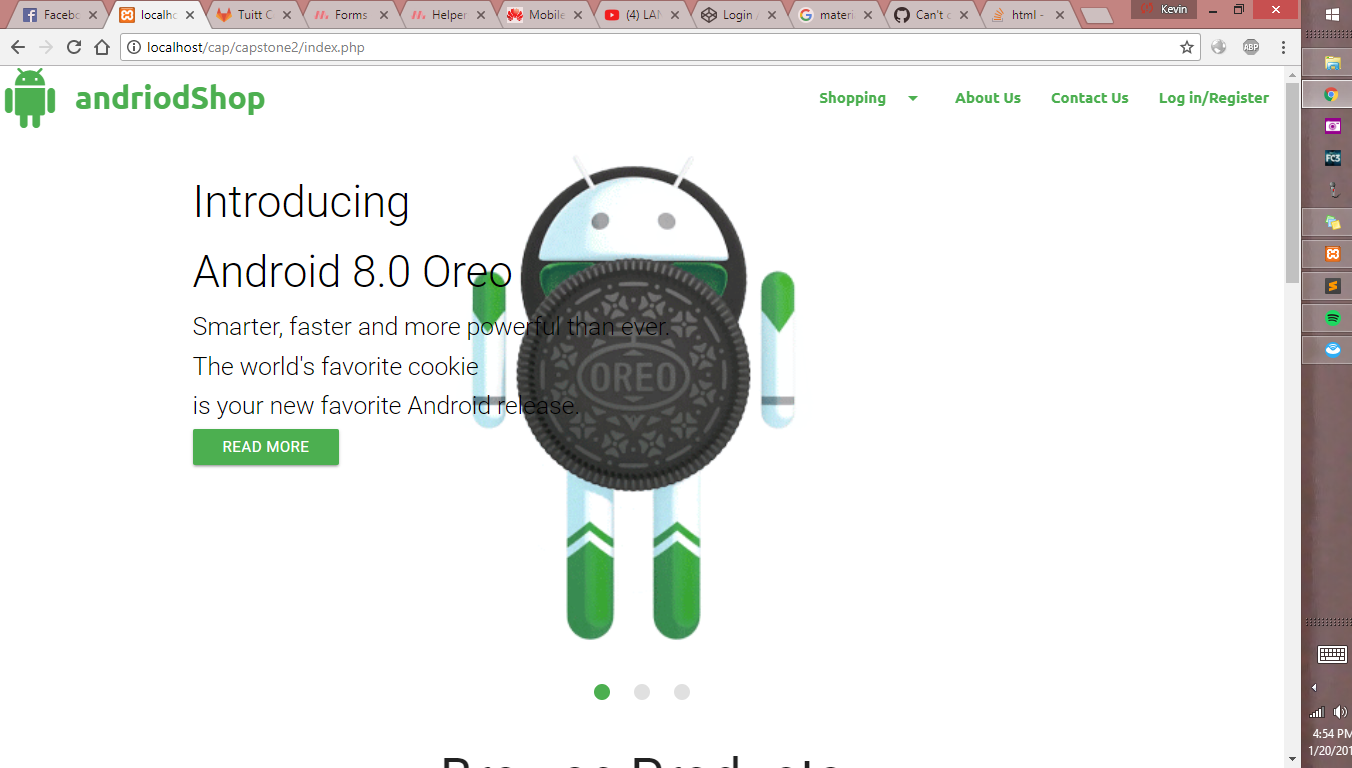 Facebo
localho
Tuitt C
Forms
Helper
Mobile
(4) LAN
Login
materi
Can't c
html -
Kevin
localhost/cap/capstone2/index.php
ABP
andriodShop
Shopping
About Us
Contact Us
Log in/Register
Introducing
Android 8.0 Oreo
Smarter, faster and more powerful than ever.
The world's favorite cookie
is your new favorite Android release.
READ MORE
OREO
FC3
4:54 PM
1/20/201